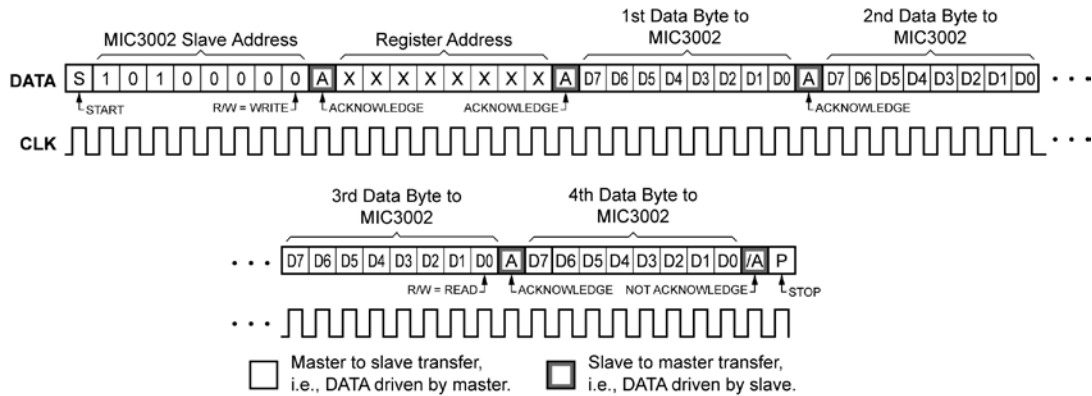 1st Data Byte to
MIC3002
2nd Data Byte to
MIC3002
MIC3002 Slave Address
Register Address
DATA S 1 0 1 0 0 0 0 0 A X X X X X X X X A D7 D6 D5 D4 D3 D2 D1 D0 A D7 D6 D5 D4 D3 D2 D1 D0 • • •
START
R/W = WRITE
ACKNOWLEDGE
ACKNOWLEDGE
ACKNOWLEDGE
CLK • • •
3rd Data Byte to
MIC3002
4th Data Byte to
MIC3002
• • • D7 D6 D5 D4 D3 D2 D1 D0 A D7 D6 D5 D4 D3 D2 D1 D0 /A P
R/W = READ
ACKNOWLEDGE
NOT ACKNOWLEDGE
STOP
• • •
Master to slave transfer,
i.e., DATA driven by master.
Slave to master transfer,
i.e., DATA driven by slave.